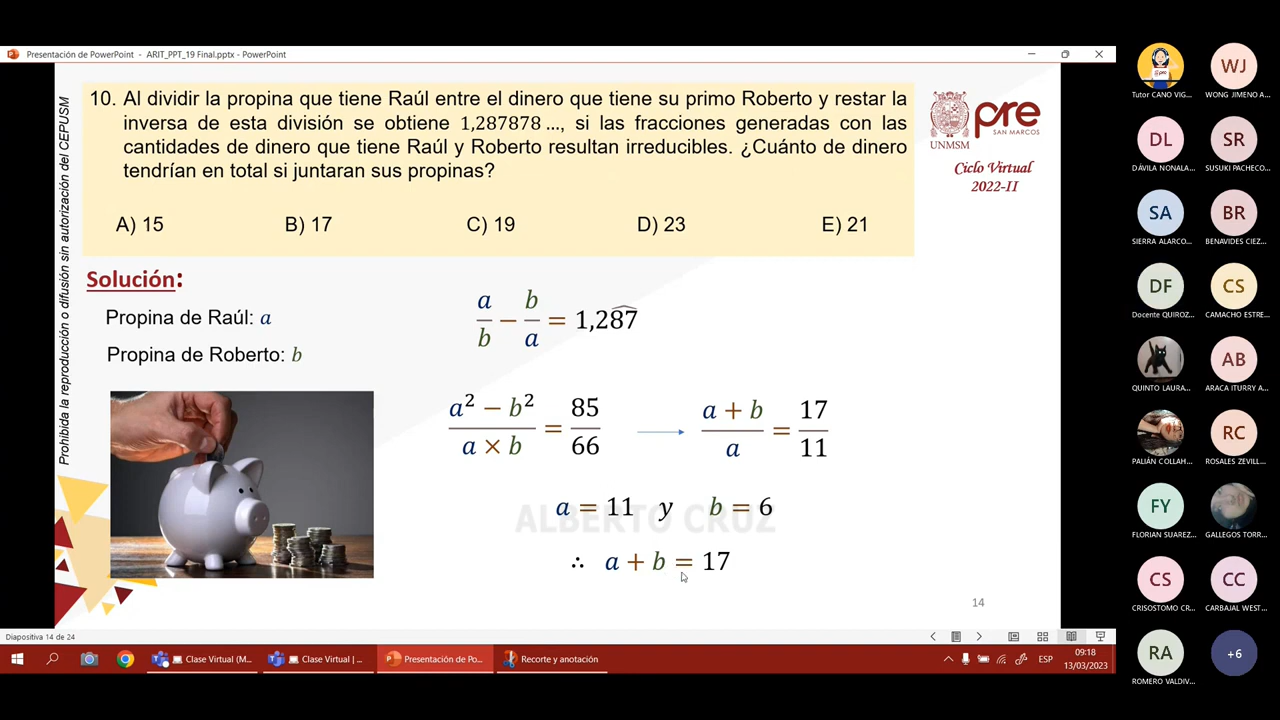 Presentación de PowerPoint - ARIT_PPT_19 Final.pptx - PowerPoint
Prohibida la reproducción o difusión sin autorización del CEPUSM
10. Al dividir la propina que tiene Raúl entre el dinero que tiene su primo Roberto y restar la
inversa de esta división se obtiene 1,287878 ..., si las fracciones generadas con las
cantidades de dinero que tiene Raúl y Roberto resultan irreducibles. ¿Cuánto de dinero
tendrían en total si juntaran sus propinas?
A) 15 B) 17 C) 19 D) 23 E) 21
UNMSM
pre
SAN MARCOS
Ciclo Virtual
2022-II
Solución:
Propina de Raúl: a
Propina de Roberto: b
a/b − b/a = 1,287
a² − b² / a × b = 85/66
a + b / a = 17/11
a = 11 y b = 6
ALBERTO CRUZ
∴ a + b = 17
14
Diapositiva 14 de 24
Clase Virtual (M...
Clase Virtual | ...
Presentación de Po...
Recorte y anotación
ESP
09:18
13/03/2023
Tutor CANO VIG...
WJ
WONG JIMENO A...
DL
DÁVILA NONALA...
SR
SUSUKI PACHECO...
SA
SIERRA ALARCO...
BR
BENAVIDES CIEZ...
DF
Docente QUIROZ...
CS
CAMACHO ESTRE...
QUINTO LAURA...
AB
ARACA ITURRY A...
PALIÁN COLLAH...
RC
ROSALES ZEVILL...
FY
FLORIAN SUAREZ...
GALLEGOS TORR...
CS
CRISOSTOMO CR...
CC
CARBAJAL WEST...
RA
ROMERO VALDIV...
+6